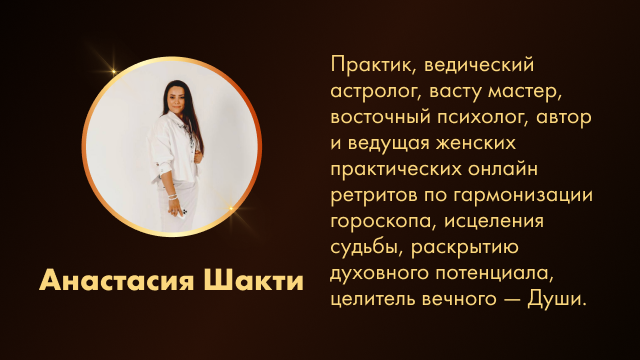 Анастасия Шакти
Практик, ведический
астролог, васту мастер,
восточный психолог, автор
и ведущая женских
практических онлайн
ретритов по гармонизации
гороскопа, исцеления
судьбы, раскрытию
духовного потенциала,
целитель вечного — Души.